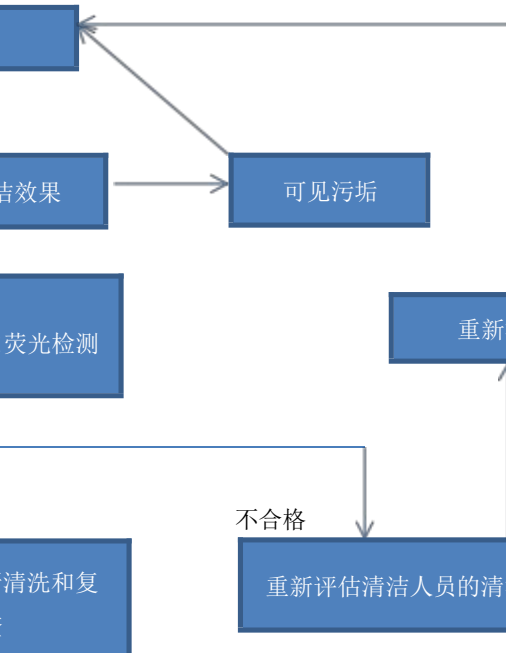 洁效果
可见污垢
荧光检测
重新
不合格
清洗和复
重新评估清洁人员的清